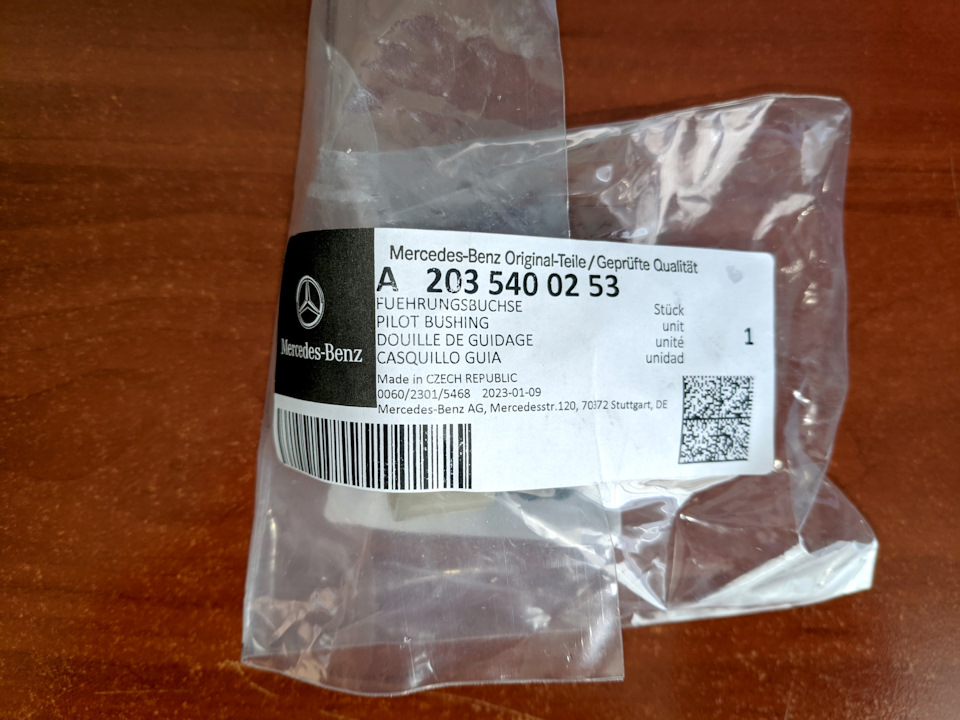 Mercedes-Benz Original-Teile/Geprüfte Qualität
A 203 540 02 53
FUEHRUNGSBUCHSE
PILOT BUSHING
DOUILLE DE GUIDAGE
CASQUILLO GUIA
Stück
unit
unité
unidad
1
Mercedes-Benz
Made in CZECH REPUBLIC
0060/2301/5468 2023-01-09
Mercedes-Benz AG, Mercedesstr.120, 70372 Stuttgart, DE